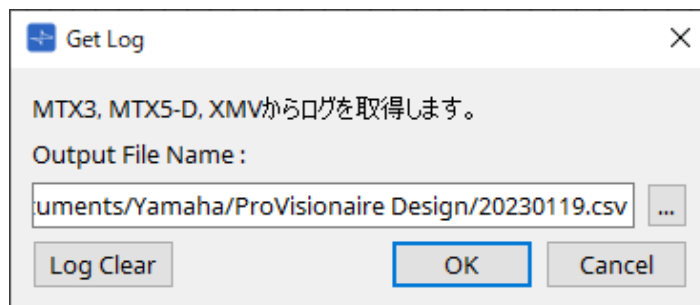 Get Log
MTX3, MTX5-D, XMVからログを取得します。
Output File Name :
uments/Yamaha/ProVisionaire Design/20230119.csv ...
Log Clear OK Cancel